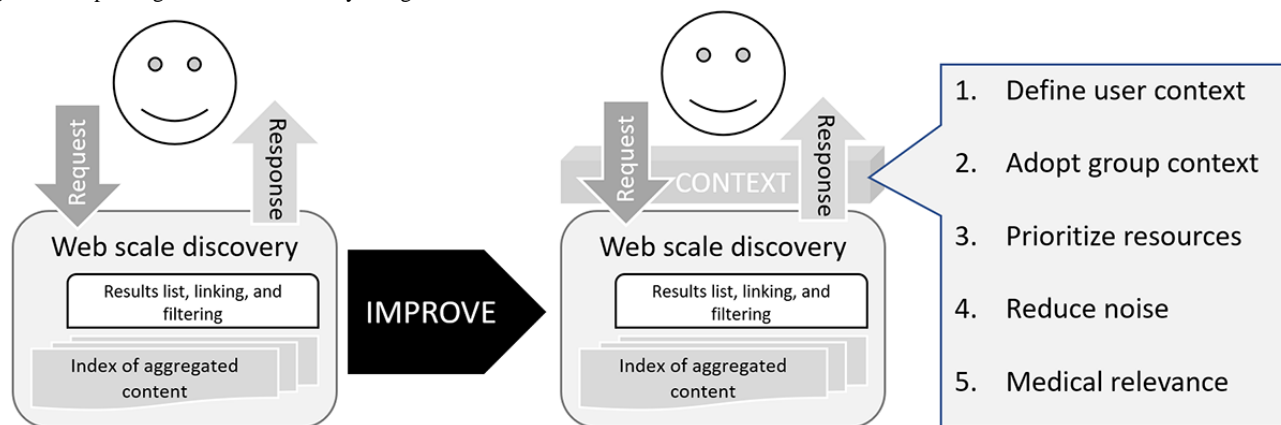 Request
Response
Web scale discovery
Results list, linking, and
filtering
Index of aggregated
content
IMPROVE
Request
CONTEXT
Response
Web scale discovery
Results list, linking, and
filtering
Index of aggregated
content
1. Define user context
2. Adopt group context
3. Prioritize resources
4. Reduce noise
5. Medical relevance